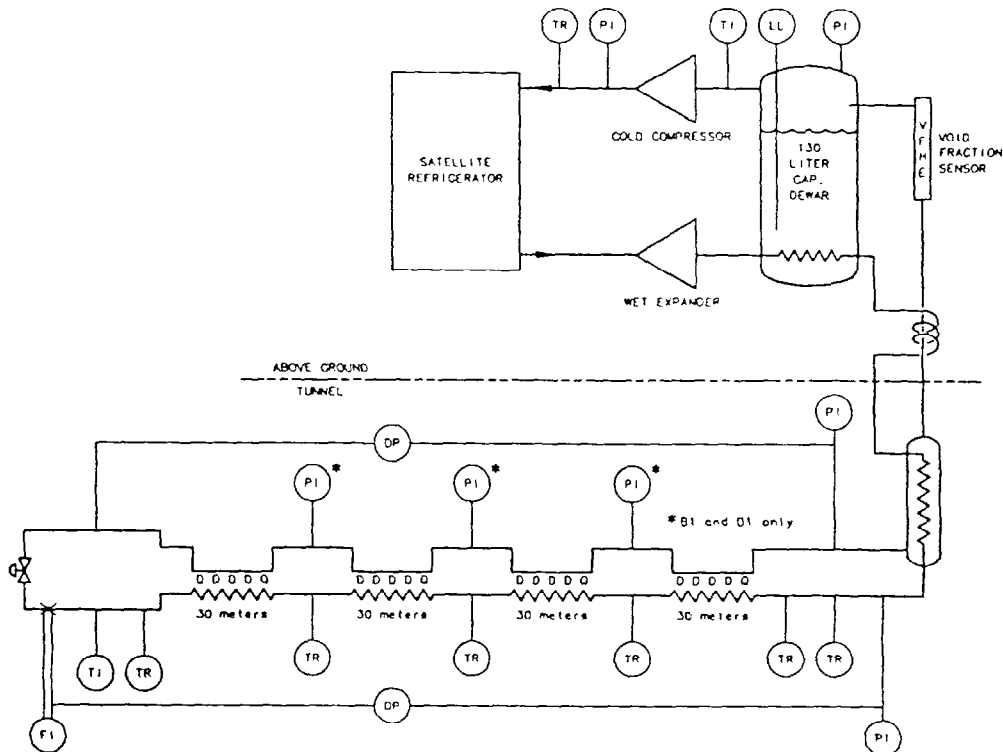 TR
PI
TI
LL
PI
COLD COMPRESSOR
130
LITER
CAP.
DEWAR
VFHE
VOID
FRACTION
SENSOR
SATELLITE
REFRIGERATOR
WET EXPANDER
ABOVE GROUND
TUNNEL
PI
DP
PI *
PI *
PI *
* B1 and D1 only
D D D D Q
D D D D Q
D D D D Q
D D D D Q
30 meters
30 meters
30 meters
30 meters
TI
TR
TR
TR
TR
TR
TR
DP
FI
PI